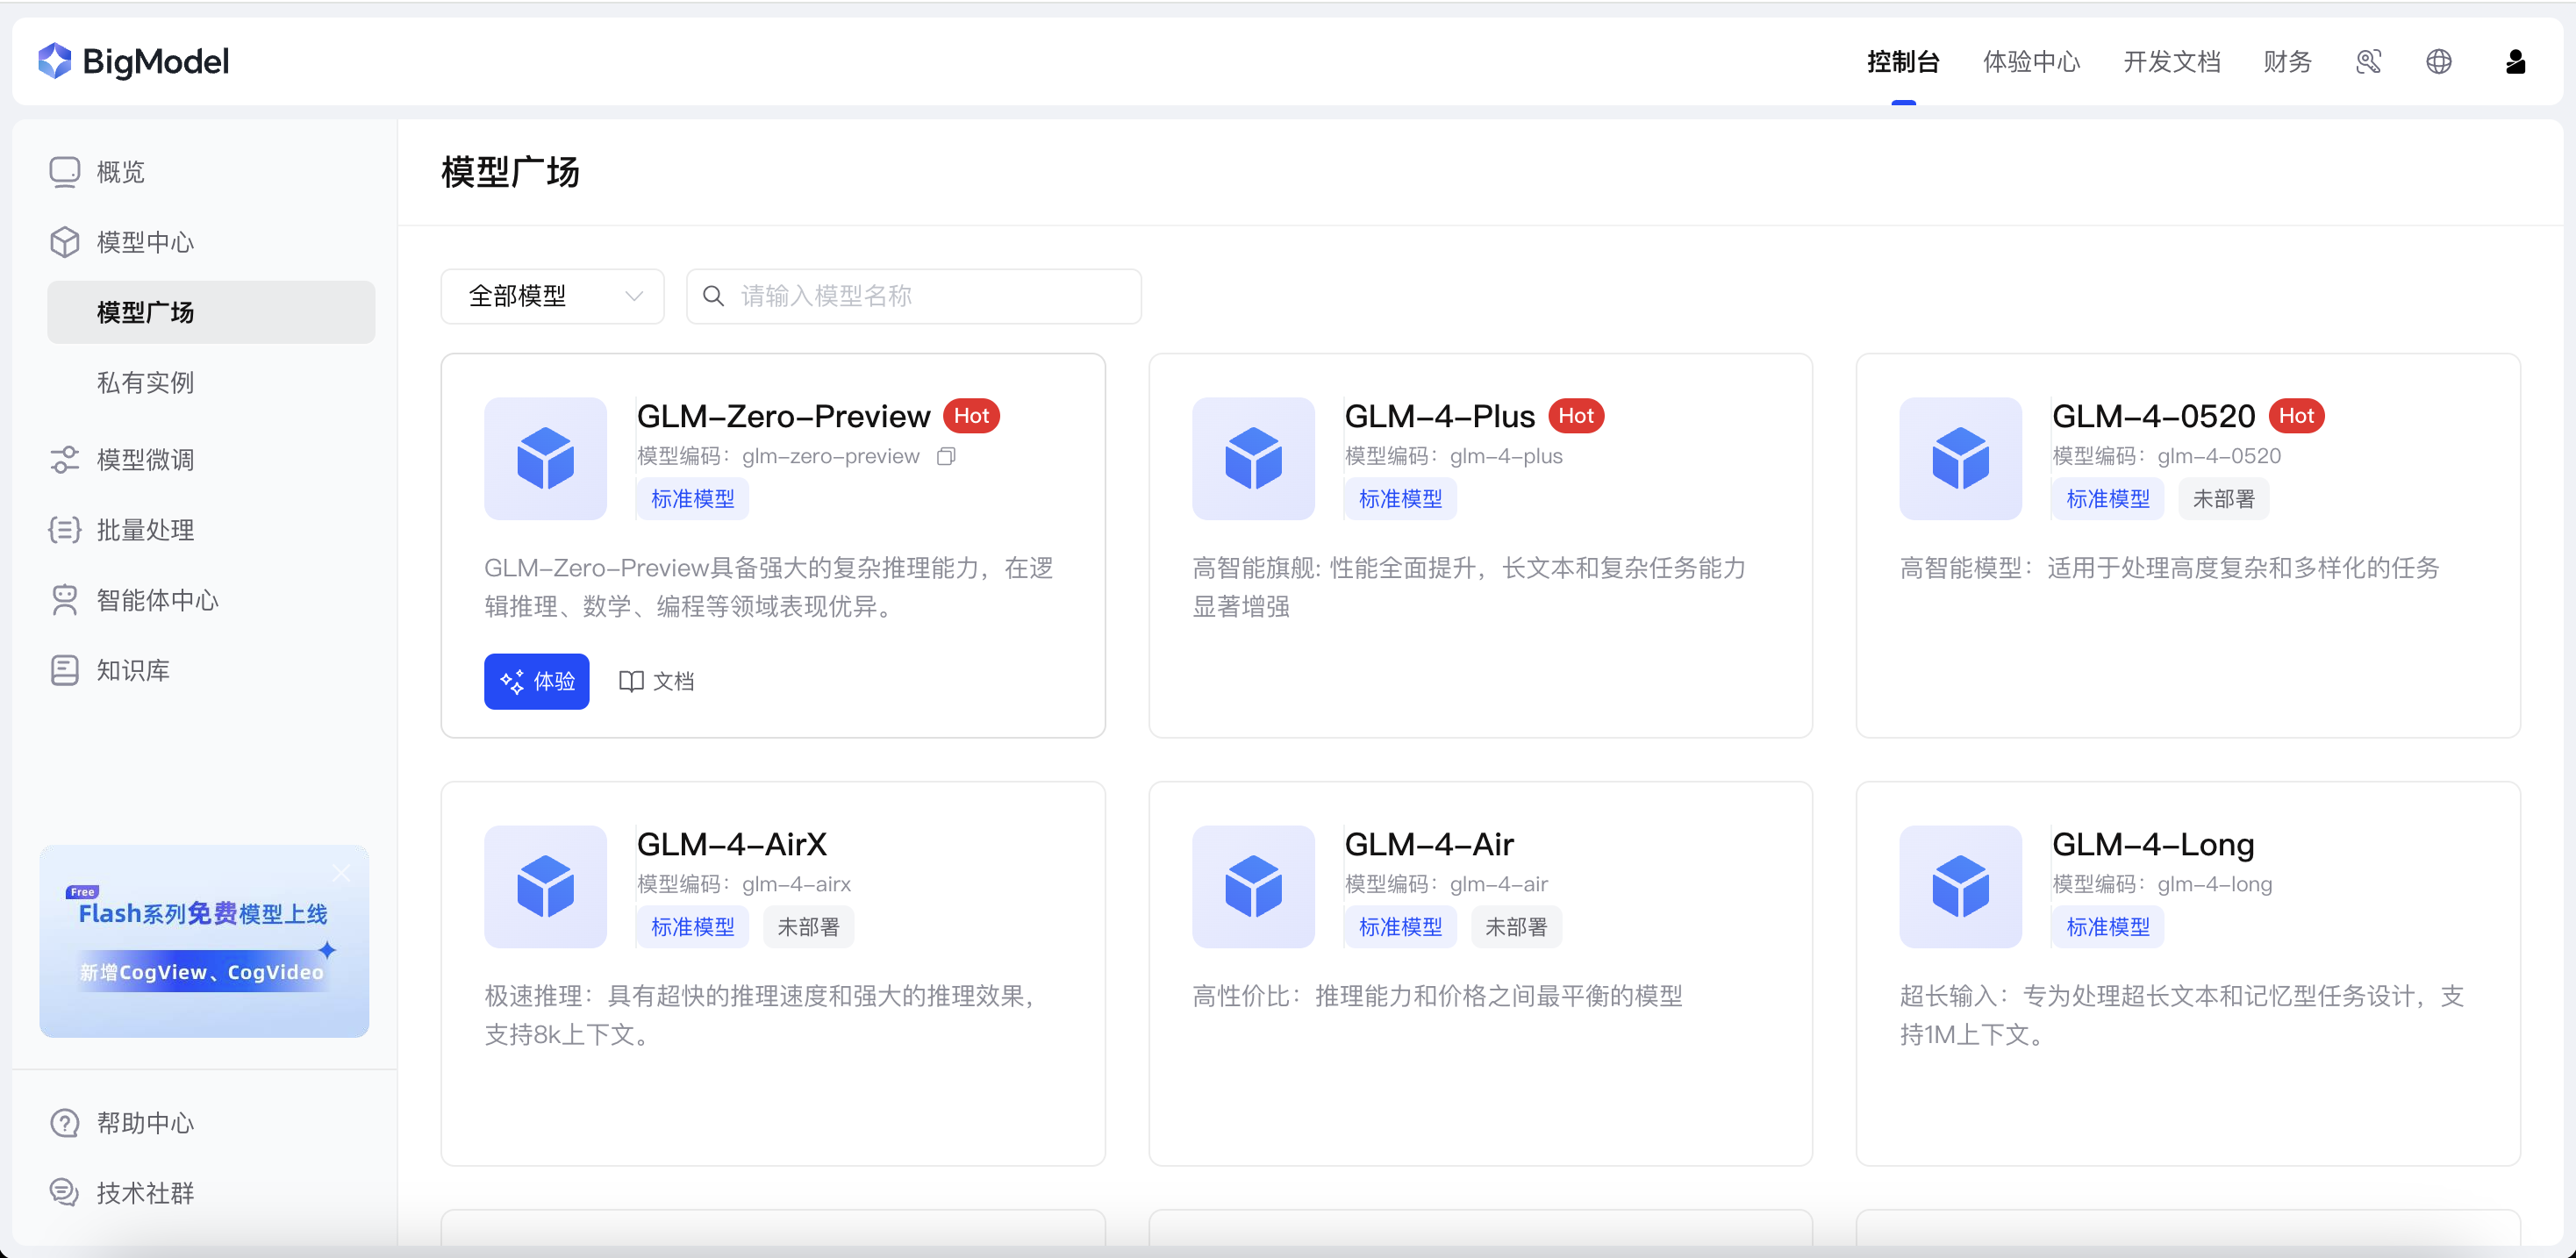 BigModel
控制台
体验中心
开发文档
财务
概览
模型中心
模型广场
私有实例
模型微调
批量处理
智能体中心
知识库
Free
Flash系列免费模型上线
新增CogView、CogVideo
帮助中心
技术社群
模型广场
全部模型
请输入模型名称
GLM-Zero-Preview Hot
模型编码：glm-zero-preview
标准模型
GLM-Zero-Preview具备强大的复杂推理能力，在逻
辑推理、数学、编程等领域表现优异。
体验
文档
GLM-4-Plus Hot
模型编码：glm-4-plus
标准模型
高智能旗舰: 性能全面提升，长文本和复杂任务能力
显著增强
GLM-4-0520 Hot
模型编码：glm-4-0520
标准模型 未部署
高智能模型：适用于处理高度复杂和多样化的任务
GLM-4-AirX
模型编码：glm-4-airx
标准模型 未部署
极速推理：具有超快的推理速度和强大的推理效果，
支持8k上下文。
GLM-4-Air
模型编码：glm-4-air
标准模型 未部署
高性价比：推理能力和价格之间最平衡的模型
GLM-4-Long
模型编码：glm-4-long
标准模型
超长输入：专为处理超长文本和记忆型任务设计，支
持1M上下文。